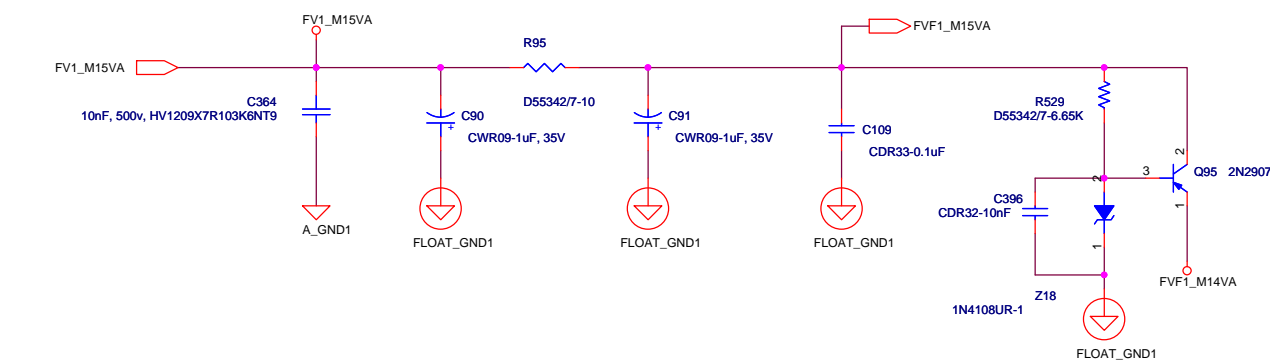 FV1_M15VA
FVF1_M15VA
R95
FV1_M15VA
C364
10nF, 500v, HV1209X7R103K6NT9
D55342/7-10
R529
D55342/7-6.65K
C90
CWR09-1uF, 35V
C91
CWR09-1uF, 35V
C109
CDR33-0.1uF
2
3
Q95 2N2907
2
C396
CDR32-10nF
1
1
A_GND1
FLOAT_GND1
FLOAT_GND1
FLOAT_GND1
FVF1_M14VA
Z18
1N4108UR-1
FLOAT_GND1